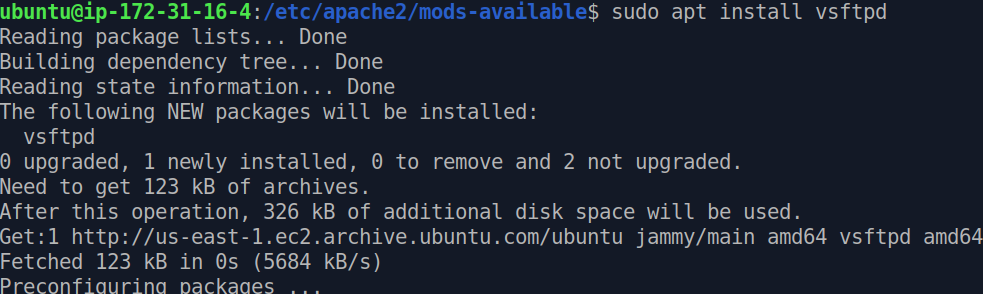 ubuntu@ip-172-31-16-4:/etc/apache2/mods-available$ sudo apt install vsftpd
Reading package lists... Done
Building dependency tree... Done
Reading state information... Done
The following NEW packages will be installed:
  vsftpd
0 upgraded, 1 newly installed, 0 to remove and 2 not upgraded.
Need to get 123 kB of archives.
After this operation, 326 kB of additional disk space will be used.
Get:1 http://us-east-1.ec2.archive.ubuntu.com/ubuntu jammy/main amd64 vsftpd amd64
Fetched 123 kB in 0s (5684 kB/s)
Preconfiguring packages ...